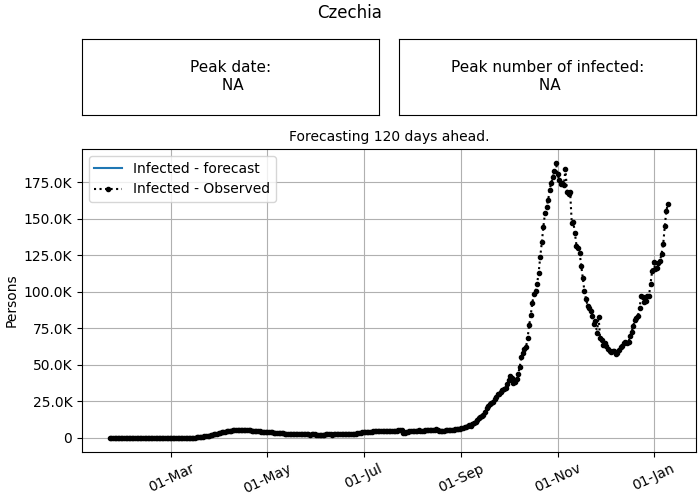 Czechia
Peak date:
NA
Peak number of infected:
NA
Forecasting 120 days ahead.
Infected - forecast
Infected - Observed
175.0K
150.0K
125.0K
100.0K
75.0K
50.0K
25.0K
0
Persons
01-Mar
01-May
01-Jul
01-Sep
01-Nov
01-Jan